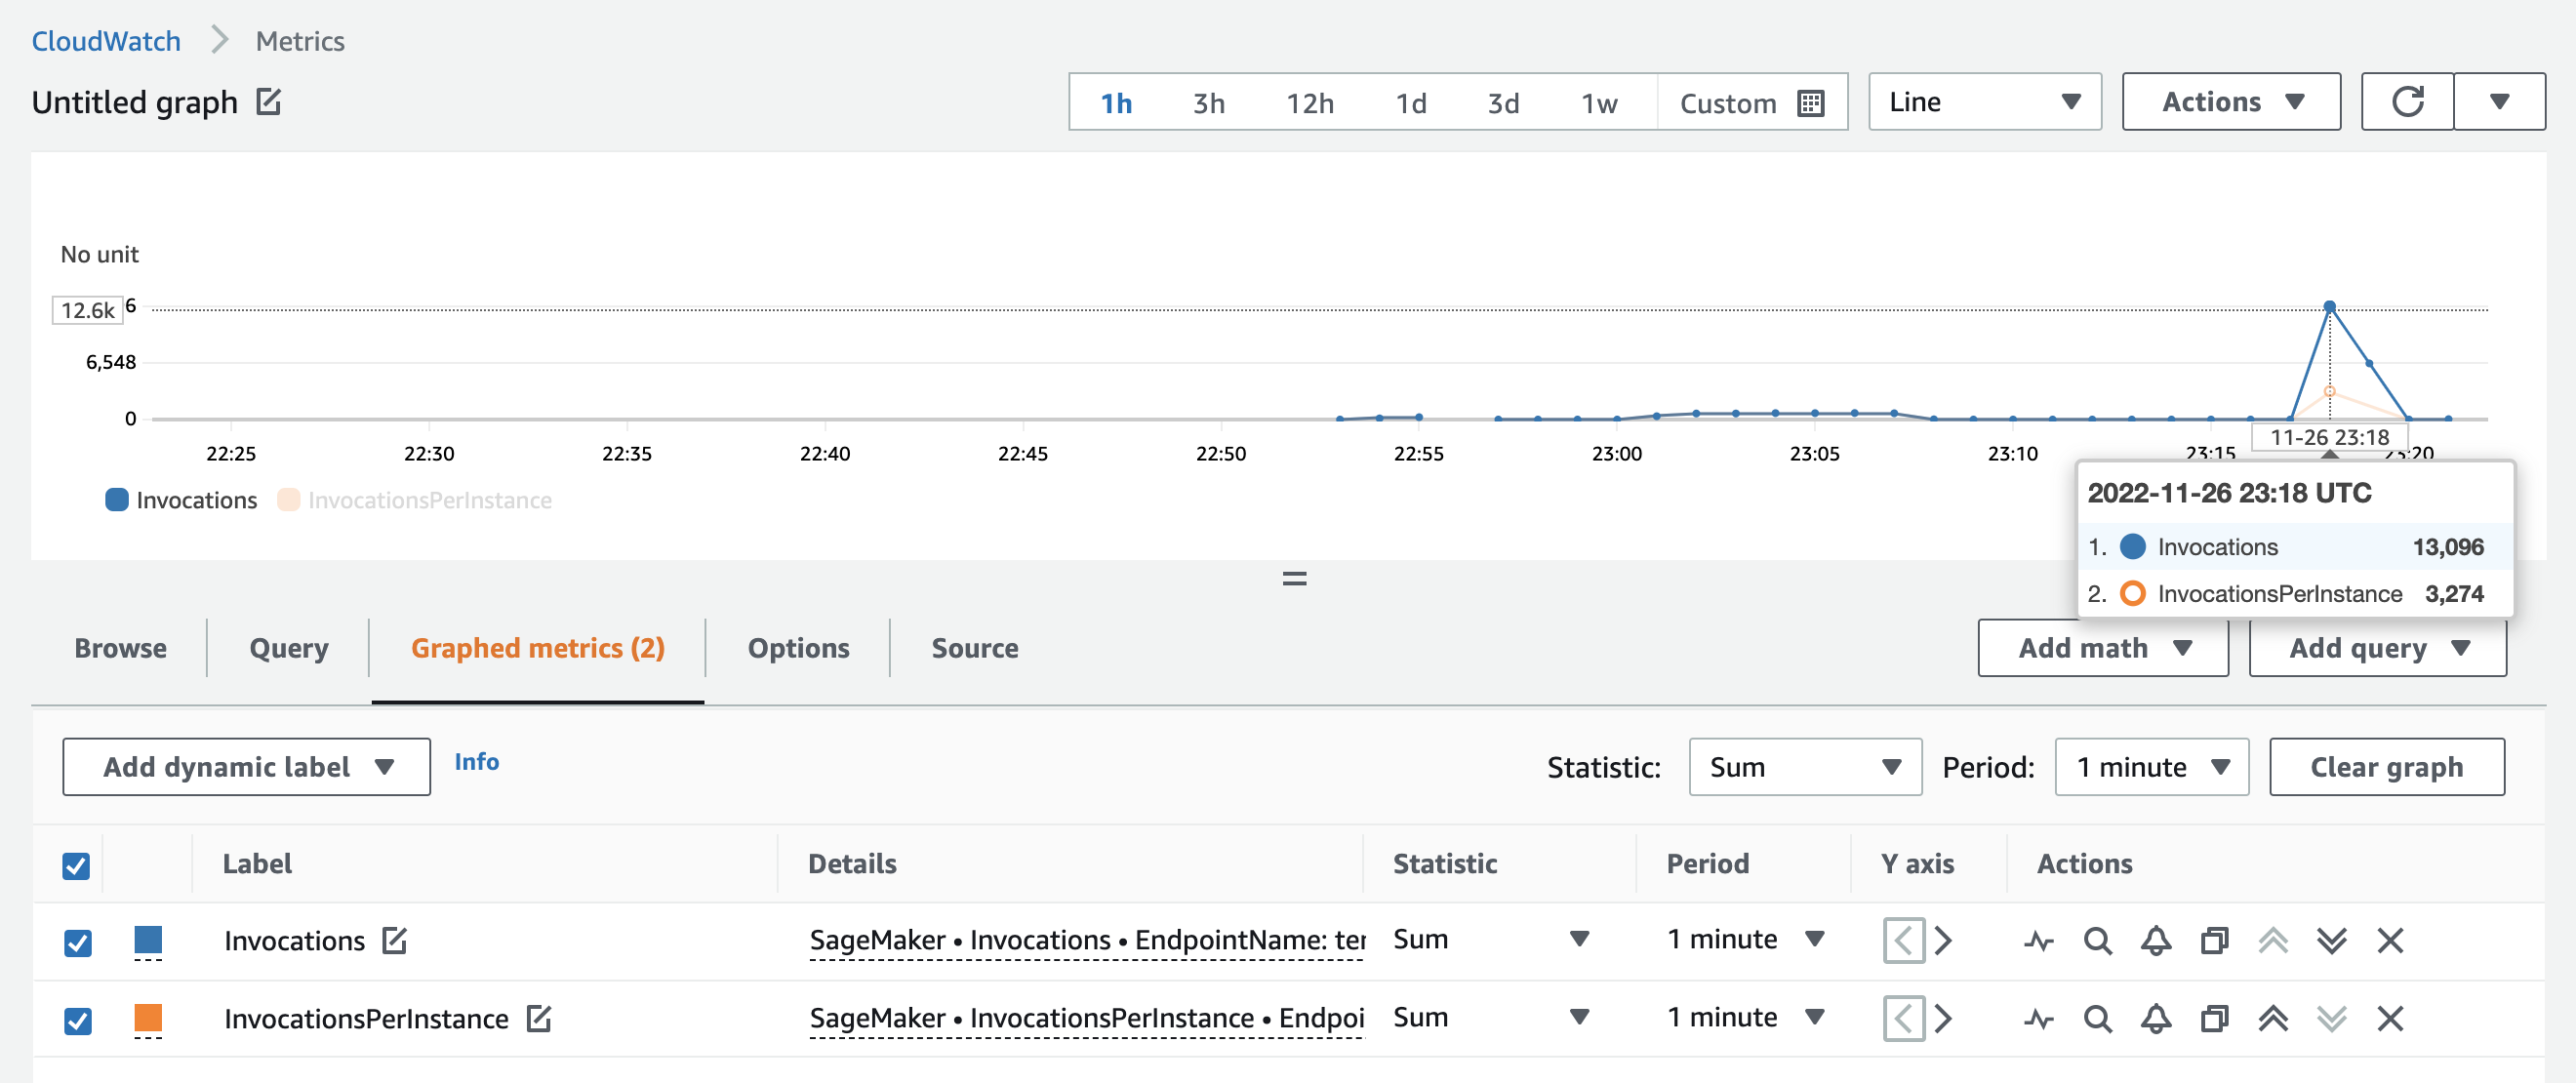 CloudWatch > Metrics
Untitled graph
1h 3h 12h 1d 3d 1w Custom Line Actions
No unit
12.6k 6
6,548
0
22:25 22:30 22:35 22:40 22:45 22:50 22:55 23:00 23:05 23:10 23:15 23:20
11-26 23:18
Invocations InvocationsPerInstance
2022-11-26 23:18 UTC
1. Invocations 13,096
2. InvocationsPerInstance 3,274
Browse Query Graphed metrics (2) Options Source Add math Add query
Add dynamic label Info Statistic: Sum Period: 1 minute Clear graph
Label Details Statistic Period Y axis Actions
Invocations SageMaker • Invocations • EndpointName: ter Sum 1 minute < >
InvocationsPerInstance SageMaker • InvocationsPerInstance • Endpoi Sum 1 minute < >